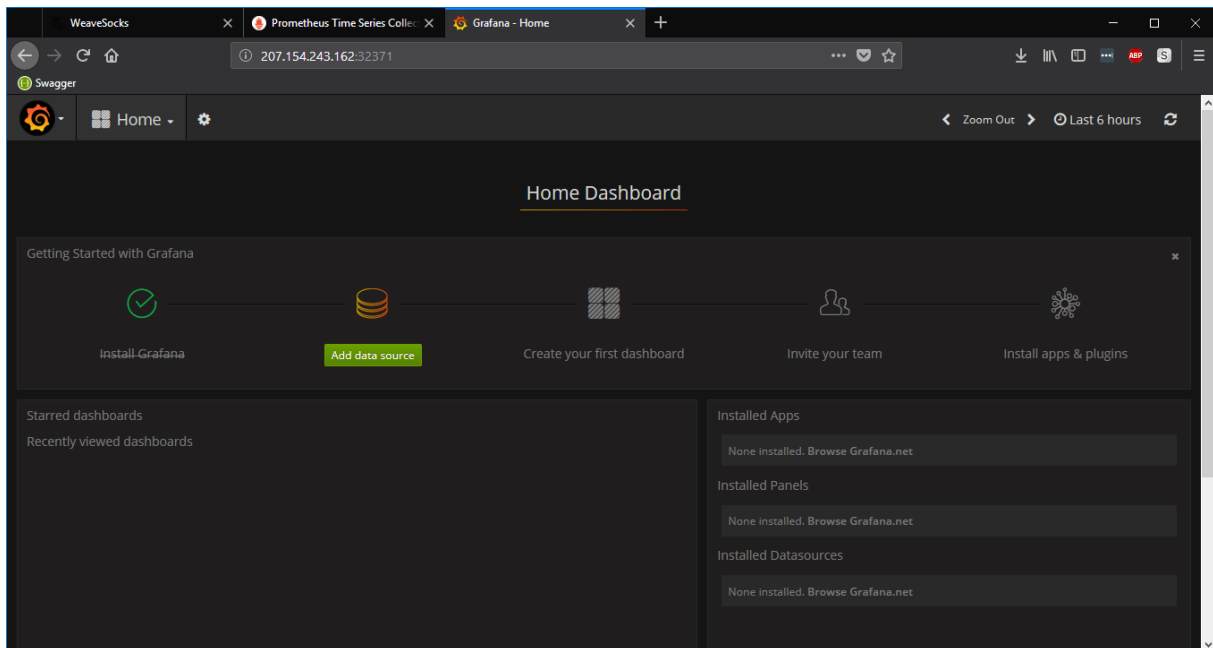 WeaveSocks
Prometheus Time Series Collec
Grafana - Home
207.154.243.162:32371
ABP
S
Swagger
Home
Zoom Out
Last 6 hours
Home Dashboard
Getting Started with Grafana
Install Grafana
Add data source
Create your first dashboard
Invite your team
Install apps & plugins
Starred dashboards
Recently viewed dashboards
Installed Apps
None installed. Browse Grafana.net
Installed Panels
None installed. Browse Grafana.net
Installed Datasources
None installed. Browse Grafana.net